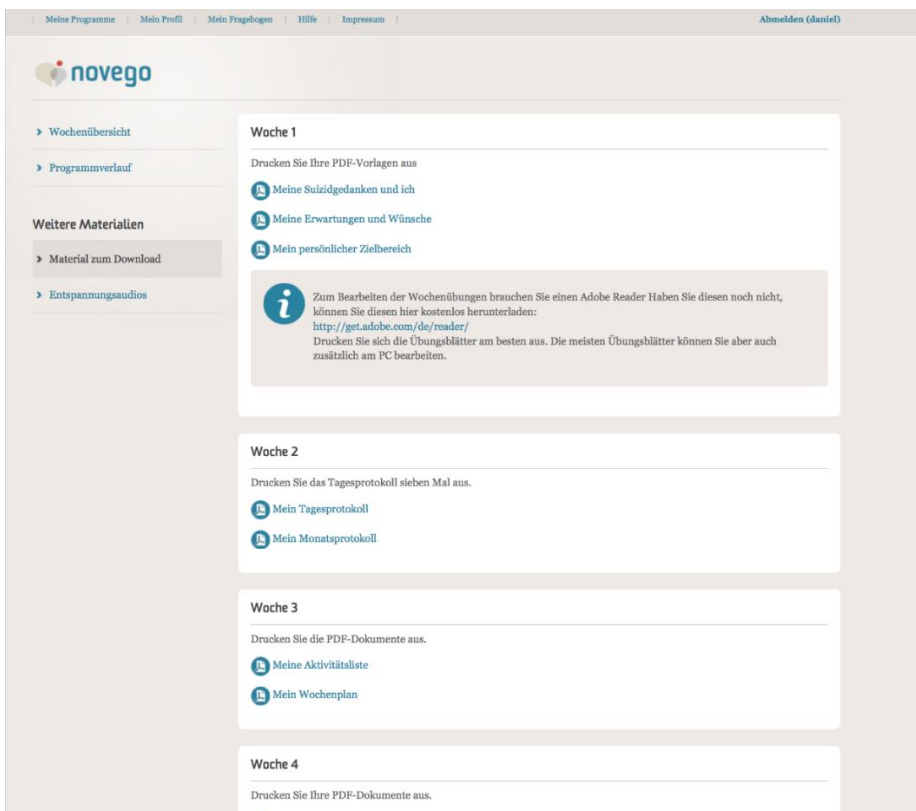 Meine Programme | Mein Profil | Mein Fragebogen | Hilfe | Impressum |
Abmelden (daniel)
novego
Wochenübersicht
Programmverlauf
Weitere Materialien
Material zum Download
Entspannungsaudios
Woche 1
Drucken Sie Ihre PDF-Vorlagen aus
Meine Suizidgedanken und ich
Meine Erwartungen und Wünsche
Mein persönlicher Zielbereich
Zum Bearbeiten der Wochenübungen brauchen Sie einen Adobe Reader Haben Sie diesen noch nicht,
können Sie diesen hier kostenlos herunterladen:
http://get.adobe.com/de/reader/
Drucken Sie sich die Übungsblätter am besten aus. Die meisten Übungsblätter können Sie aber auch
zusätzlich am PC bearbeiten.
Woche 2
Drucken Sie das Tagesprotokoll sieben Mal aus.
Mein Tagesprotokoll
Mein Monatsprotokoll
Woche 3
Drucken Sie die PDF-Dokumente aus.
Meine Aktivitätsliste
Mein Wochenplan
Woche 4
Drucken Sie Ihre PDF-Dokumente aus.